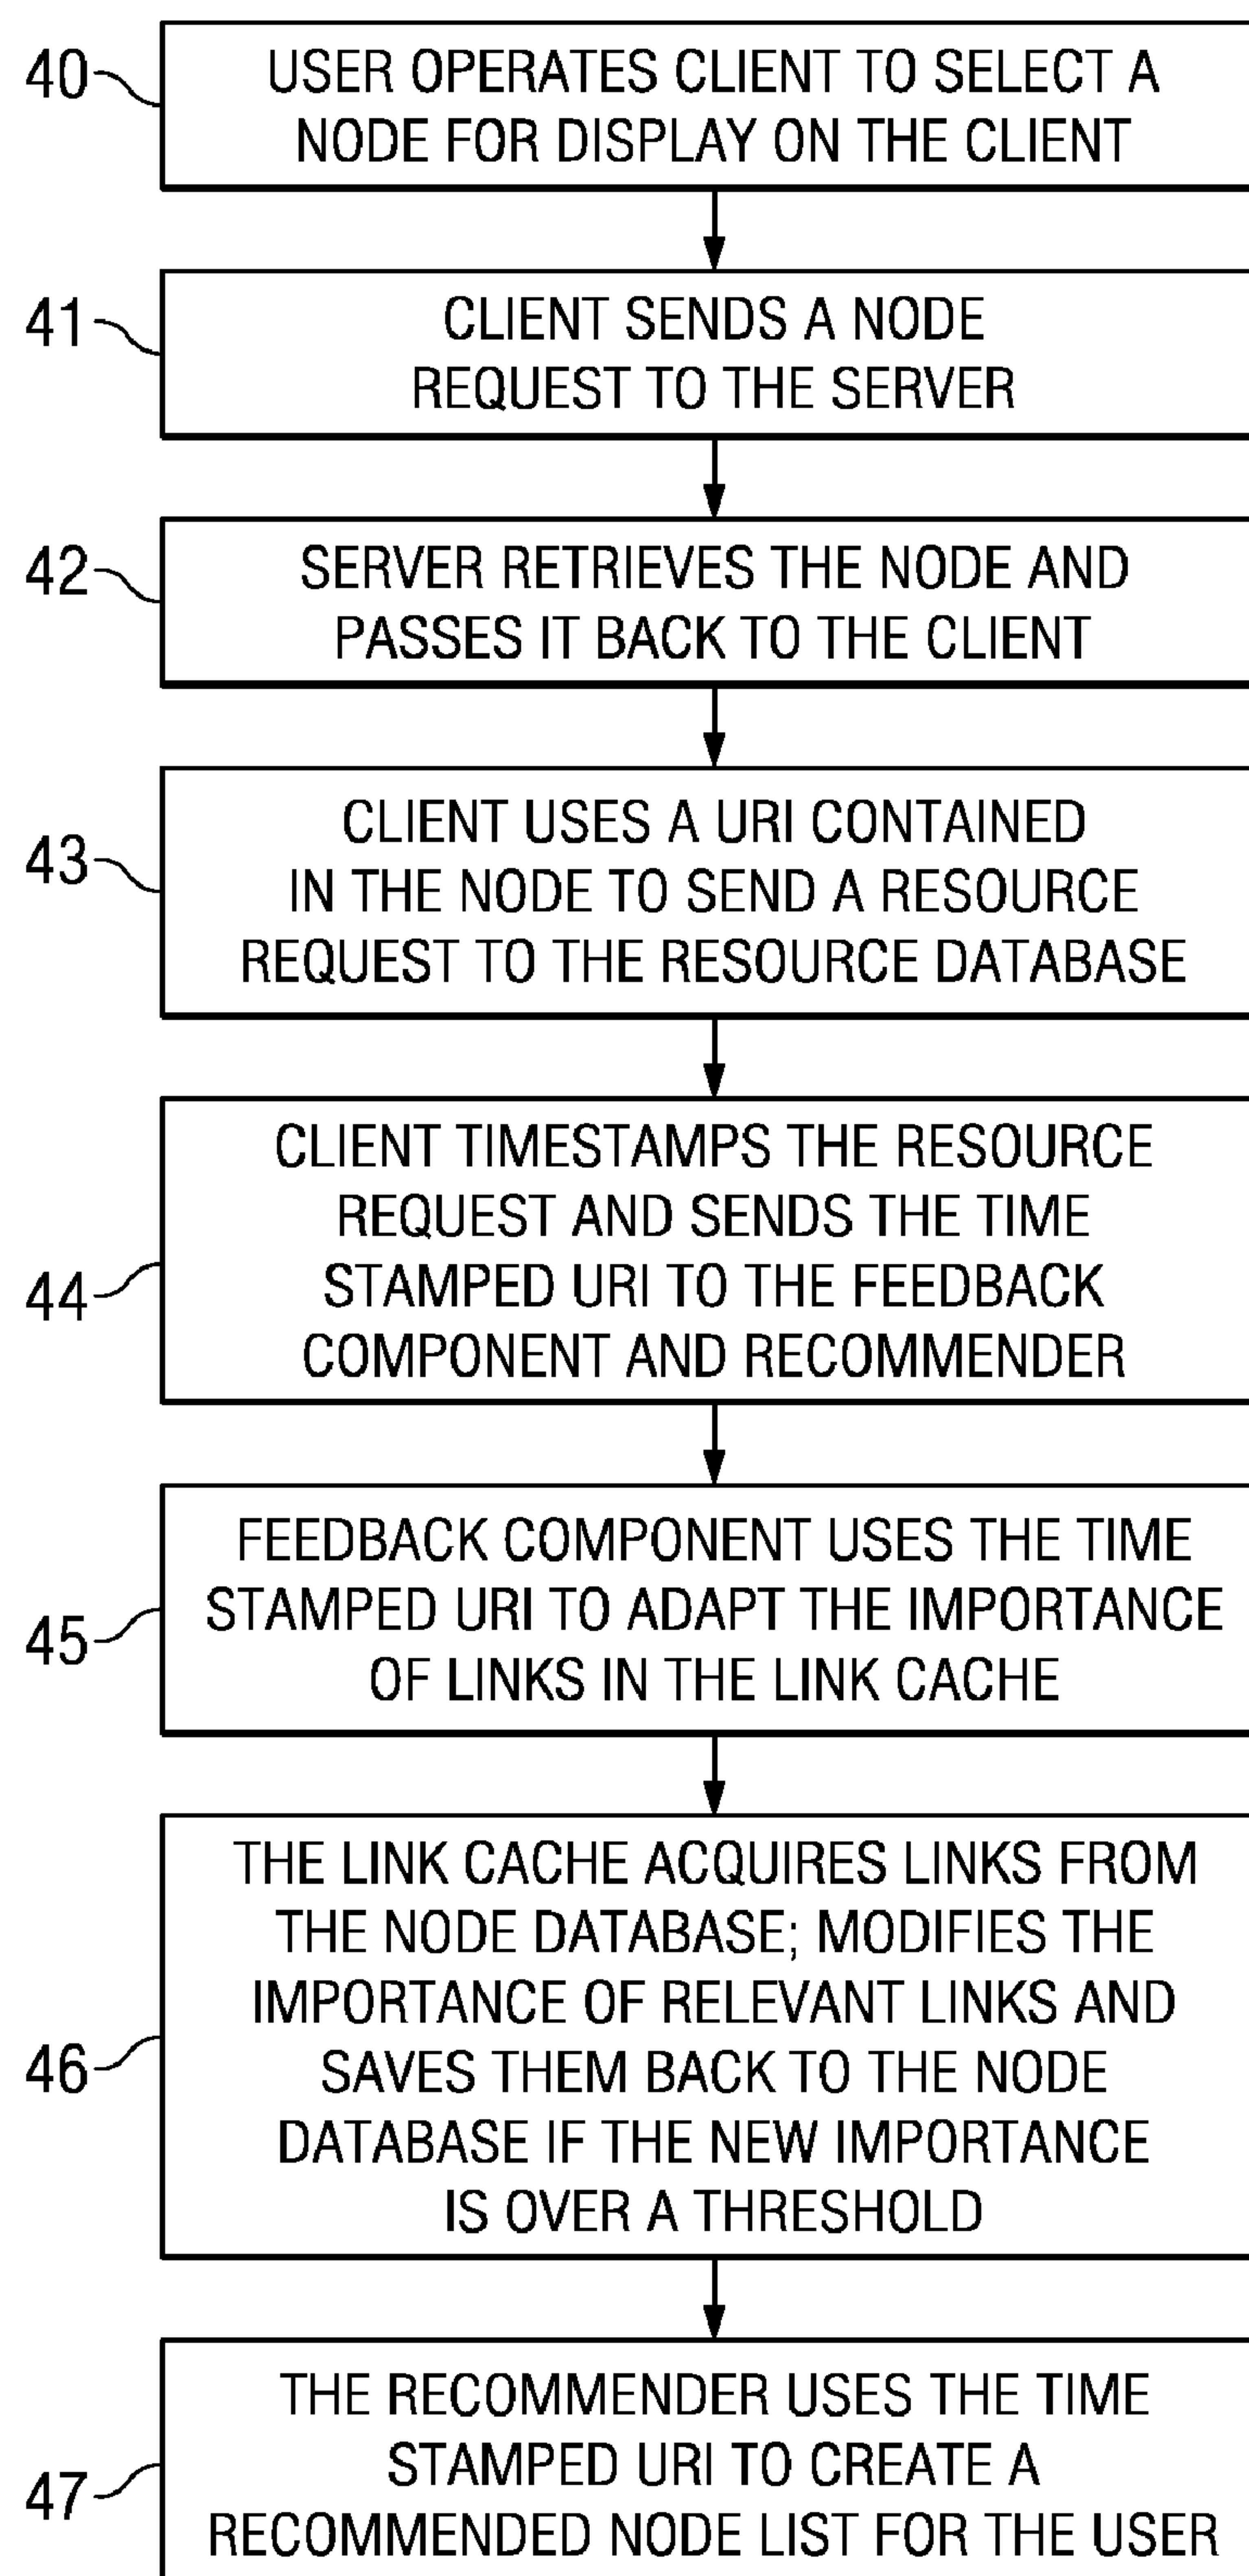 40
USER OPERATES CLIENT TO SELECT A
NODE FOR DISPLAY ON THE CLIENT
41
CLIENT SENDS A NODE
REQUEST TO THE SERVER
42
SERVER RETRIEVES THE NODE AND
PASSES IT BACK TO THE CLIENT
43
CLIENT USES A URI CONTAINED
IN THE NODE TO SEND A RESOURCE
REQUEST TO THE RESOURCE DATABASE
44
CLIENT TIMESTAMPS THE RESOURCE
REQUEST AND SENDS THE TIME
STAMPED URI TO THE FEEDBACK
COMPONENT AND RECOMMENDER
45
FEEDBACK COMPONENT USES THE TIME
STAMPED URI TO ADAPT THE IMPORTANCE
OF LINKS IN THE LINK CACHE
46
THE LINK CACHE ACQUIRES LINKS FROM
THE NODE DATABASE; MODIFIES THE
IMPORTANCE OF RELEVANT LINKS AND
SAVES THEM BACK TO THE NODE
DATABASE IF THE NEW IMPORTANCE
IS OVER A THRESHOLD
47
THE RECOMMENDER USES THE TIME
STAMPED URI TO CREATE A
RECOMMENDED NODE LIST FOR THE USER